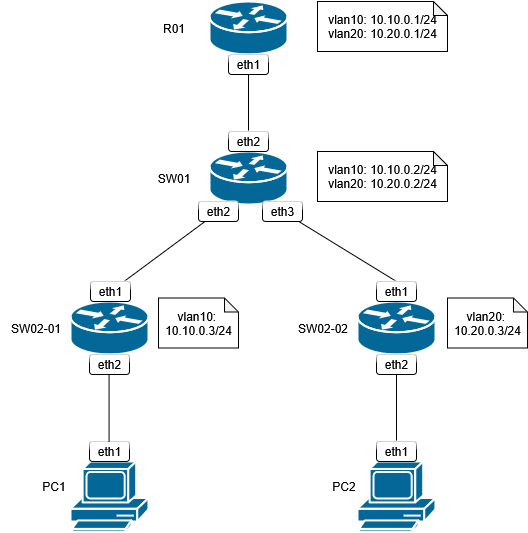 R01
vlan10: 10.10.0.1/24
vlan20: 10.20.0.1/24
eth1
eth2
SW01
vlan10: 10.10.0.2/24
vlan20: 10.20.0.2/24
eth2
eth3
eth1
eth1
SW02-01
vlan10:
10.10.0.3/24
SW02-02
vlan20:
10.20.0.3/24
eth2
eth2
eth1
eth1
PC1
PC2